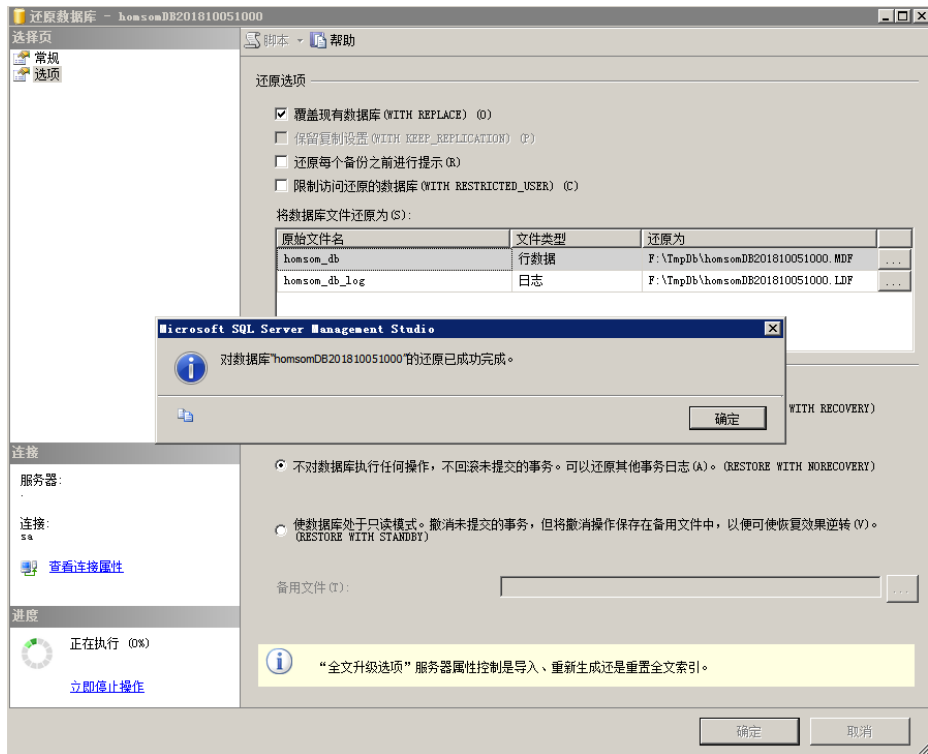 还原数据库 - homsomDB201810051000
选择页
常规
选项
脚本
帮助
还原选项
覆盖现有数据库(WITH REPLACE) (O)
保留复制设置(WITH KEEP_REPLICATION) (P)
还原每个备份之前进行提示(R)
限制访问还原的数据库(WITH RESTRICTED_USER) (C)
将数据库文件还原为(S):
原始文件名 文件类型 还原为
homsom_db 行数据 F:\TmpDb\homsomDB201810051000.MDF ...
homsom_db_log 日志 F:\TmpDb\homsomDB201810051000.LDF ...
Microsoft SQL Server Management Studio
对数据库"homsomDB201810051000"的还原已成功完成。
确定
WITH RECOVERY)
不对数据库执行任何操作，不回滚未提交的事务。可以还原其他事务日志(A)。(RESTORE WITH NORECOVERY)
使数据库处于只读模式。撤消未提交的事务，但将撤消操作保存在备用文件中，以便可使恢复效果逆转(V)。
(RESTORE WITH STANDBY)
备用文件(T):
...
连接
服务器:
.
连接:
sa
查看连接属性
进度
正在执行 (0%)
立即停止操作
“全文升级选项”服务器属性控制是导入、重新生成还是重置全文索引。
确定
取消